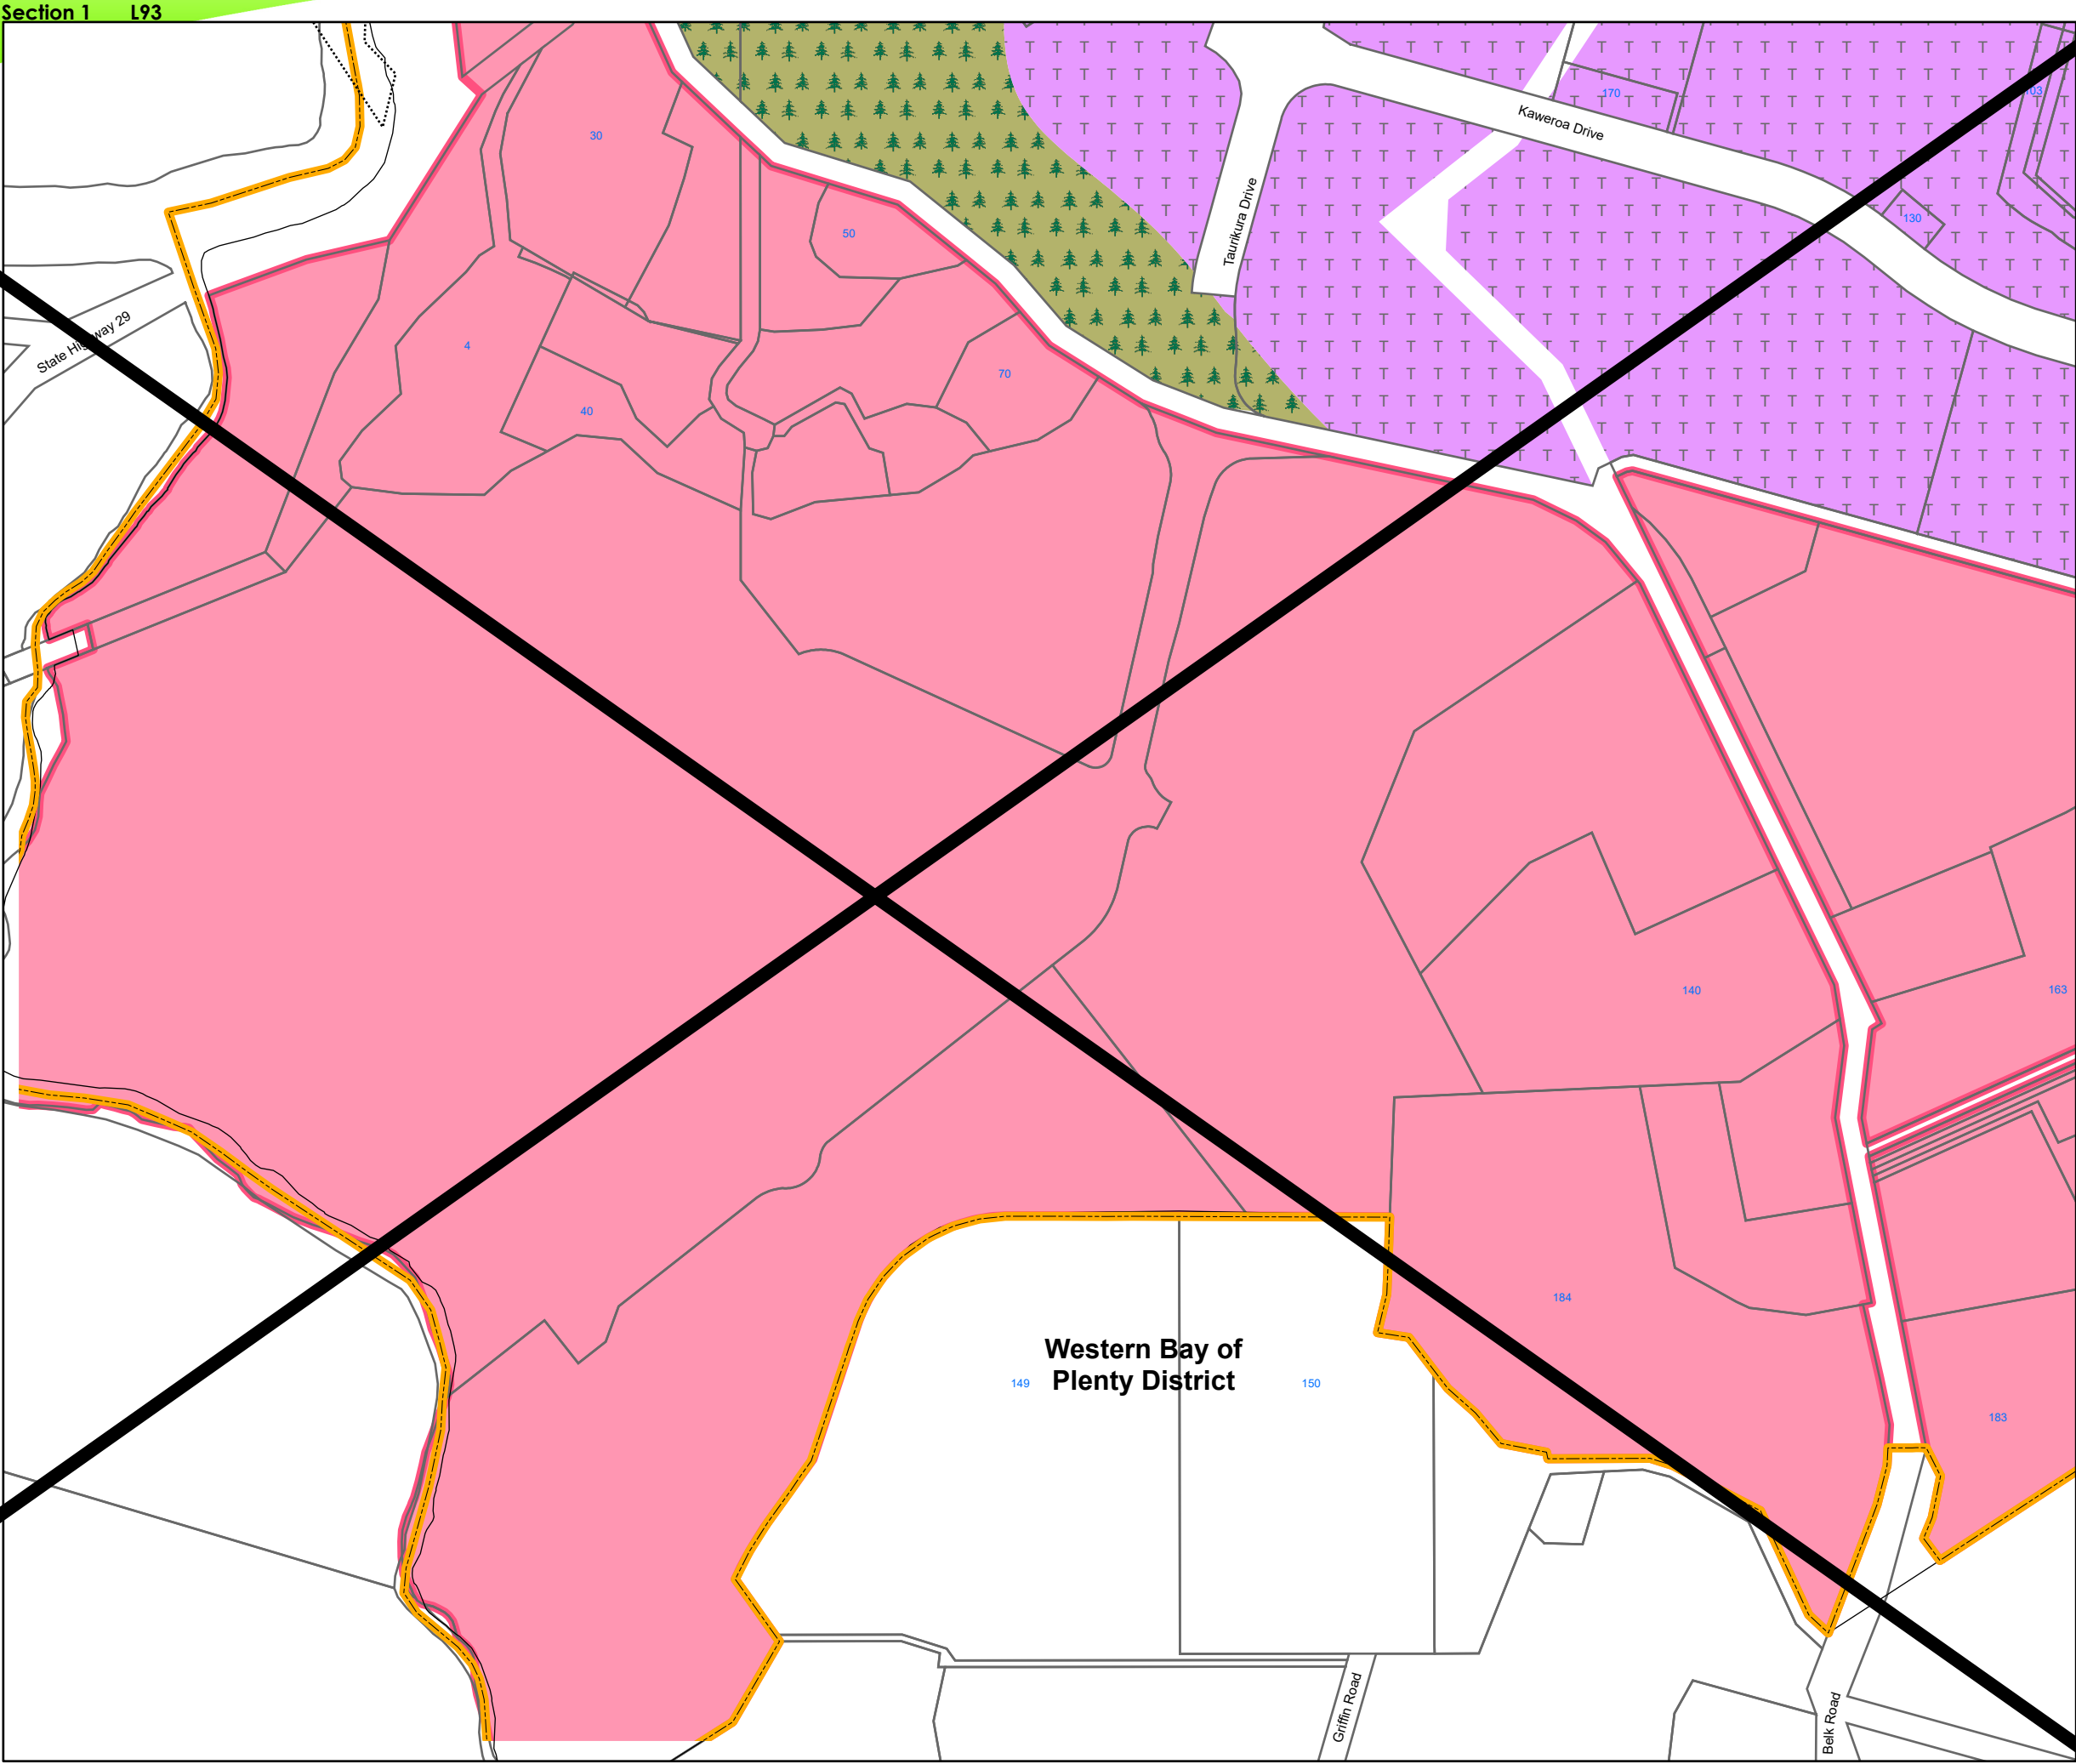 Section 1 L93
170
103
Kaweroa Drive
30
130
50
Taurikura Drive
State Highway 29
4
70
40
140
163
184
Western Bay of
Plenty District
149
150
183
Griffin Road
Belk Road